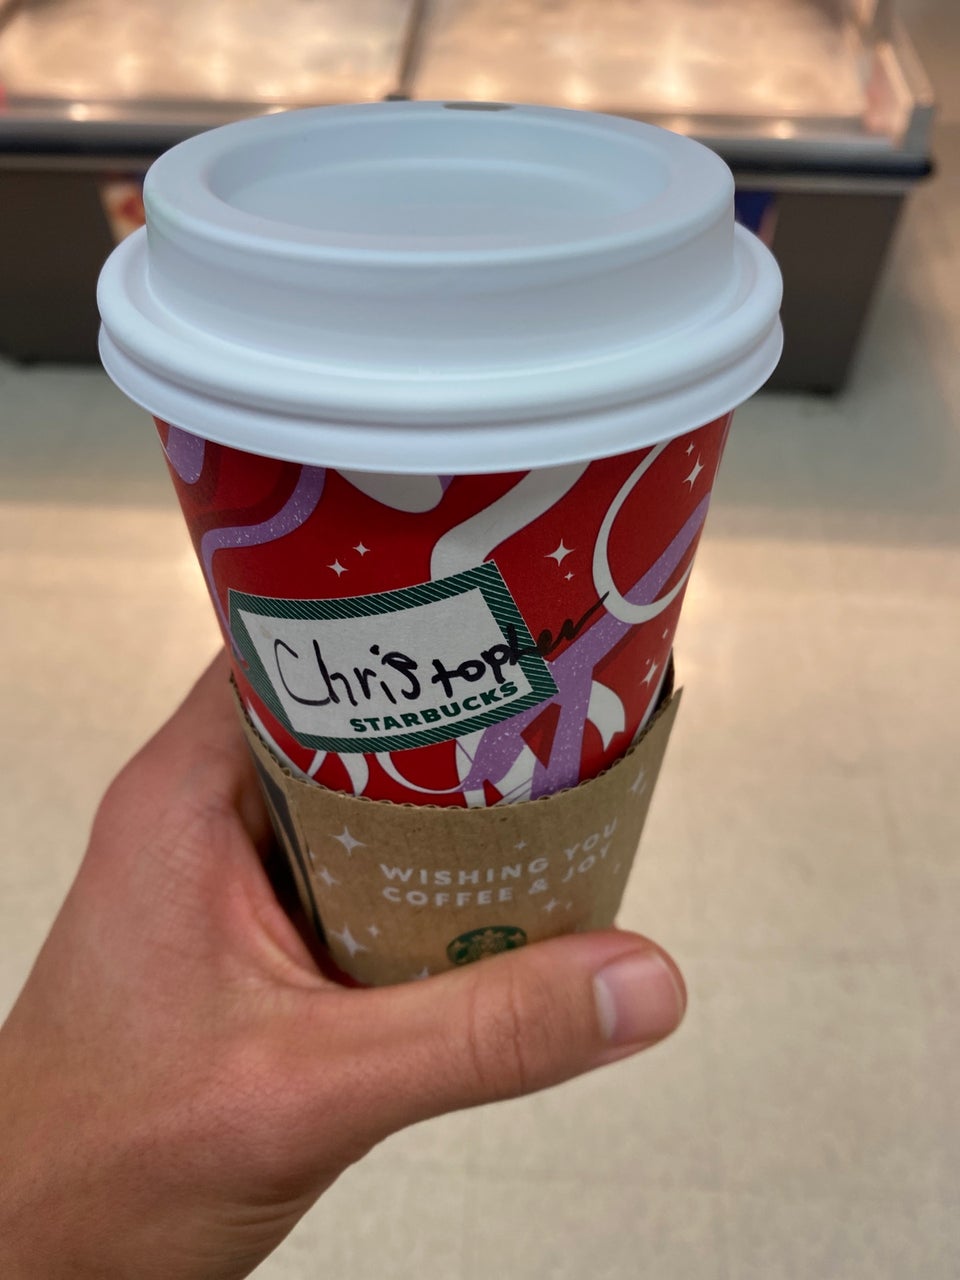 Christopher
STARBUCKS
WISHING YOU
COFFEE & JOY